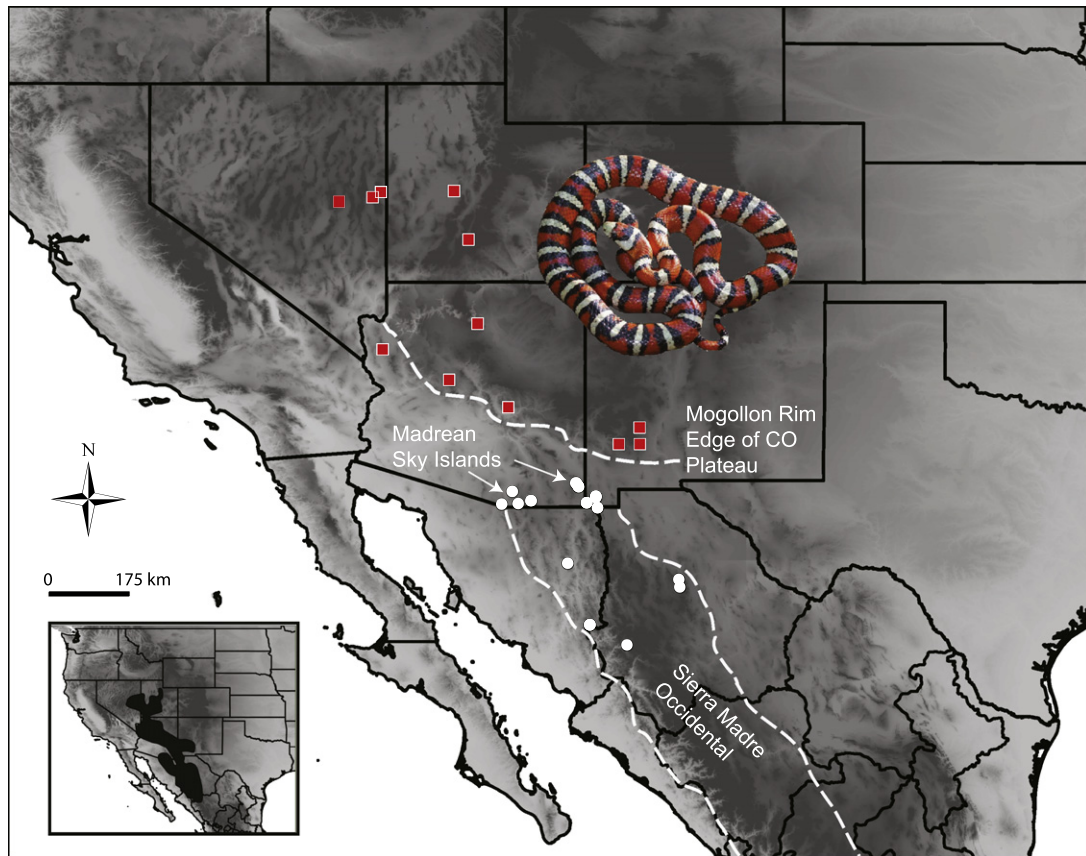 Mogollon Rim
Edge of CO
Plateau
Madrean
Sky Islands
N
0 175 km
Sierra Madre
Occidental